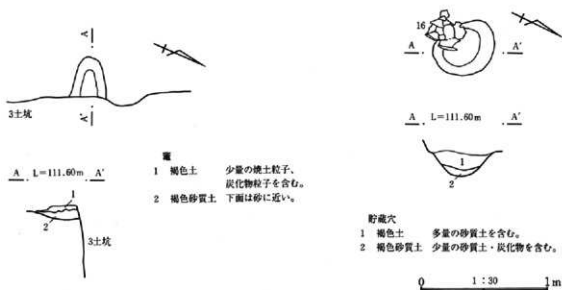 A
A'
3土坑
A L=111.60m A'
1
2
3土坑
竈
1 褐色土 少量の焼土粒子、
炭化物粒子を含む。
2 褐色砂質土 下面は砂に近い。
16
A A'
A L=111.60m A'
1
2
貯蔵穴
1 褐色土 多量の砂質土を含む。
2 褐色砂質土 少量の砂質土・炭化物を含む。
0 1:30 1m